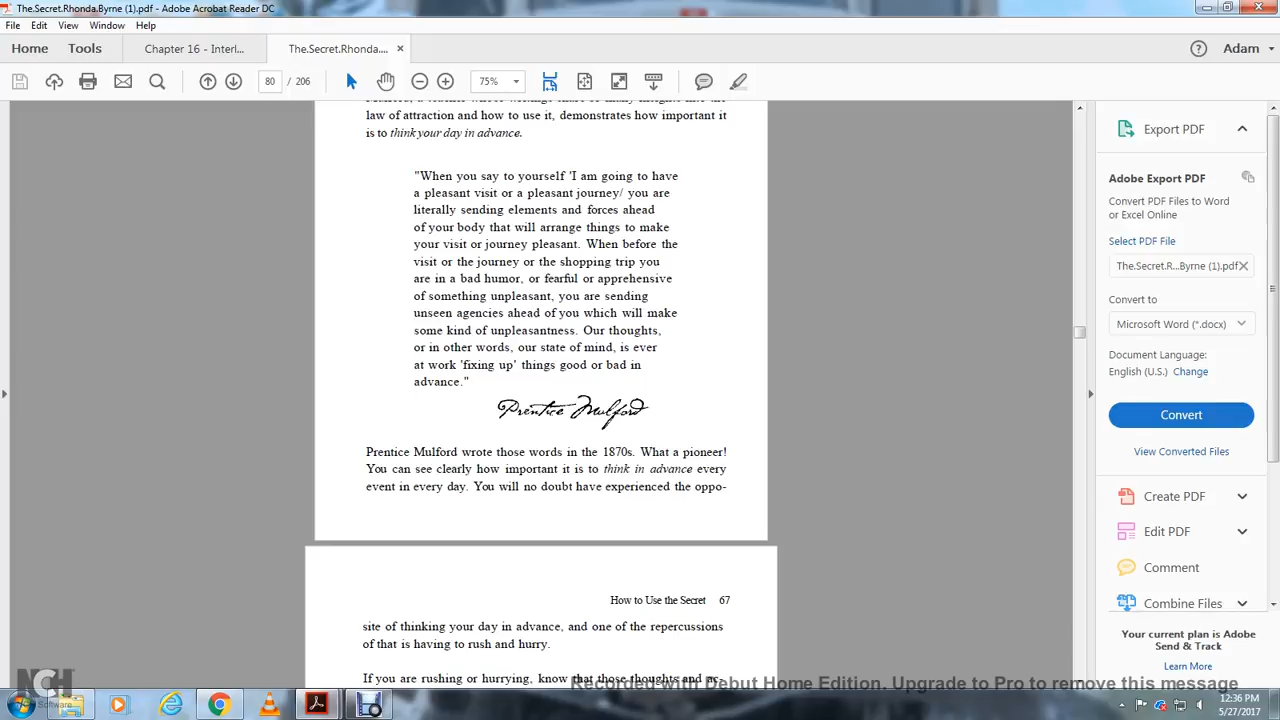 The.Secret.Rhonda.Byrne (1).pdf - Adobe Acrobat Reader DC
File Edit View Window Help
Home Tools Chapter 16 - Interl... The.Secret.Rhonda.... × Adam
80 / 206 75%
law of attraction and how to use it, demonstrates how important it
is to think your day in advance.
"When you say to yourself 'I am going to have
a pleasant visit or a pleasant journey/ you are
literally sending elements and forces ahead
of your body that will arrange things to make
your visit or journey pleasant. When before the
visit or the journey or the shopping trip you
are in a bad humor, or fearful or apprehensive
of something unpleasant, you are sending
unseen agencies ahead of you which will make
some kind of unpleasantness. Our thoughts,
or in other words, our state of mind, is ever
at work 'fixing up' things good or bad in
advance."
Prentice Mulford
Prentice Mulford wrote those words in the 1870s. What a pioneer!
You can see clearly how important it is to think in advance every
event in every day. You will no doubt have experienced the oppo-
How to Use the Secret 67
site of thinking your day in advance, and one of the repercussions
of that is having to rush and hurry.
If you are rushing or hurrying, know that those thoughts and ac-
Export PDF
Adobe Export PDF
Convert PDF Files to Word
or Excel Online
Select PDF File
The.Secret.R...Byrne (1).pdf
Convert to
Microsoft Word (*.docx)
Document Language:
English (U.S.) Change
Convert
View Converted Files
Create PDF
Edit PDF
Comment
Combine Files
Your current plan is Adobe
Send & Track
Learn More
NCH
Software
Recorded with Debut Home Edition. Upgrade to Pro to remove this message
12:36 PM
5/27/2017